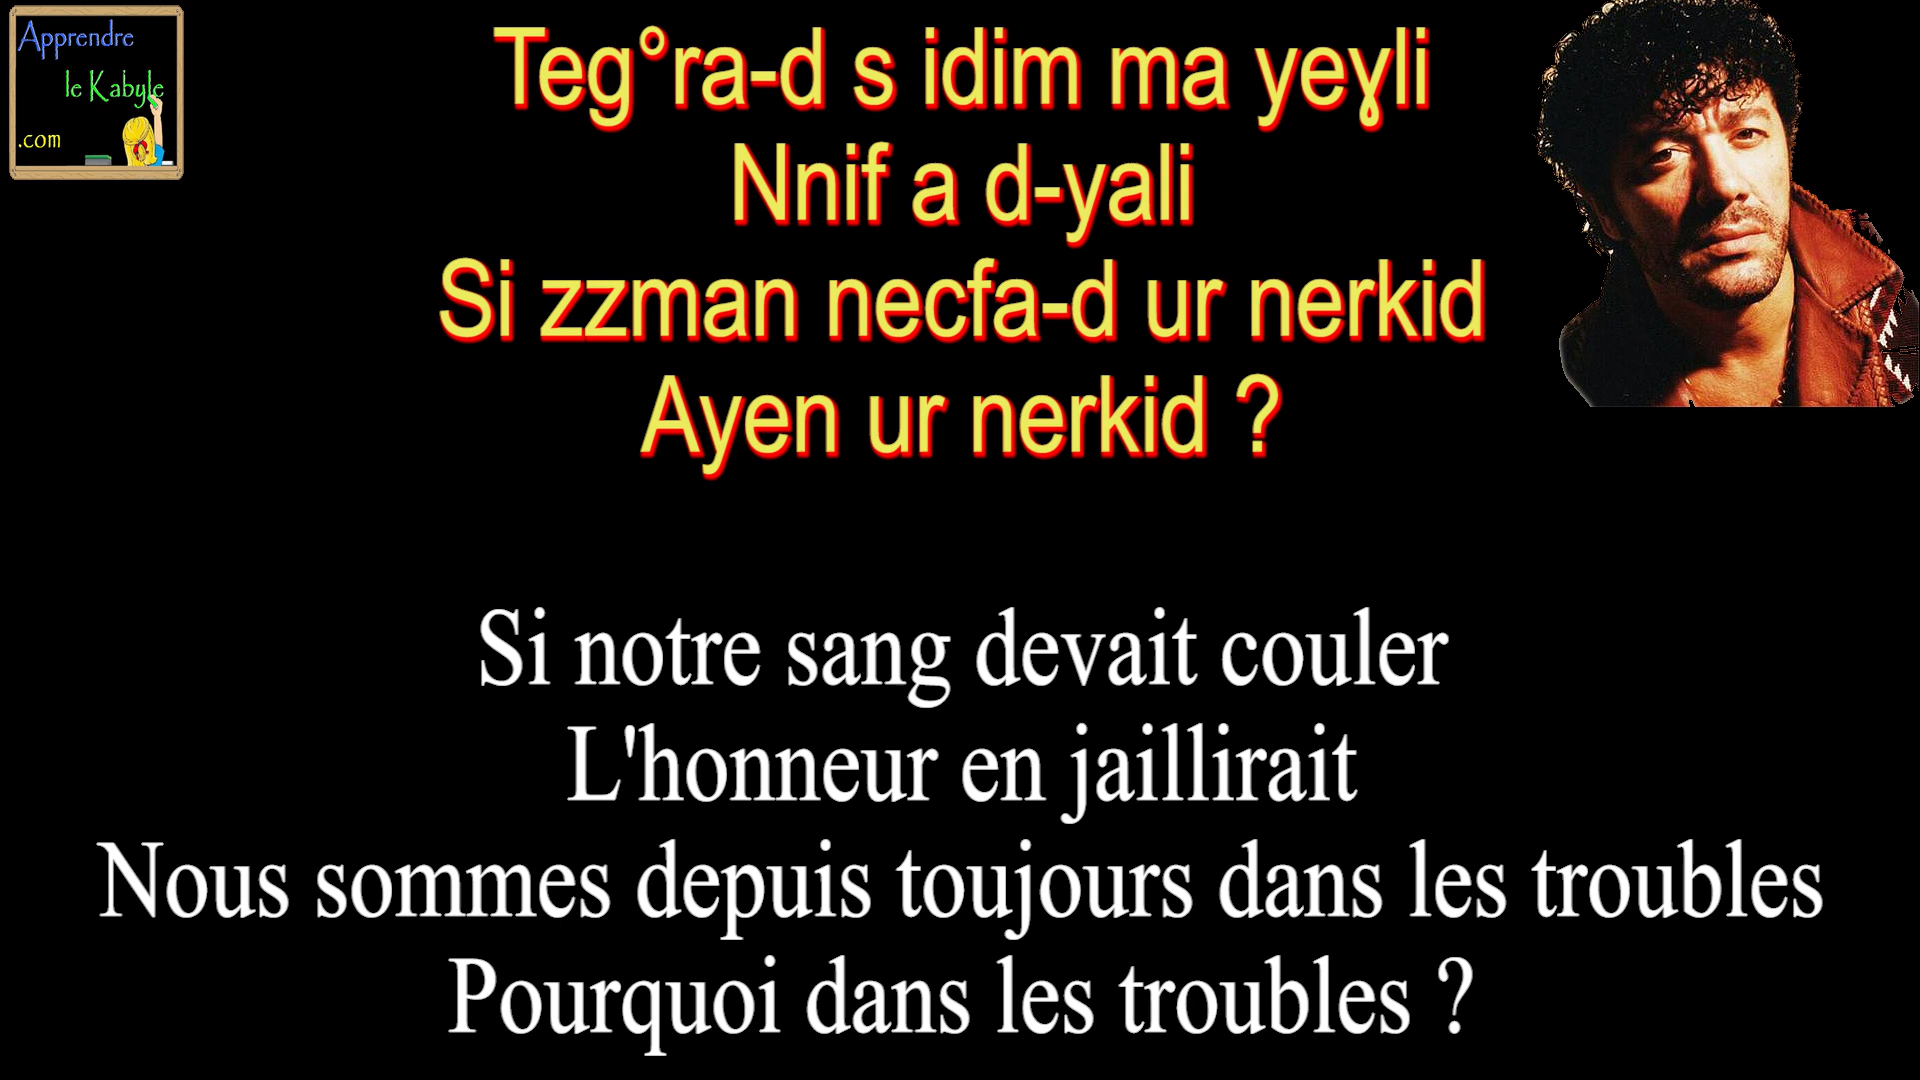 Apprendre
le Kabyle
.com
Teg°ra-d s idim ma yeɣli
Nnif a d-yali
Si zzman necfa-d ur nerkid
Ayen ur nerkid ?
Si notre sang devait couler
L'honneur en jaillirait
Nous sommes depuis toujours dans les troubles
Pourquoi dans les troubles ?